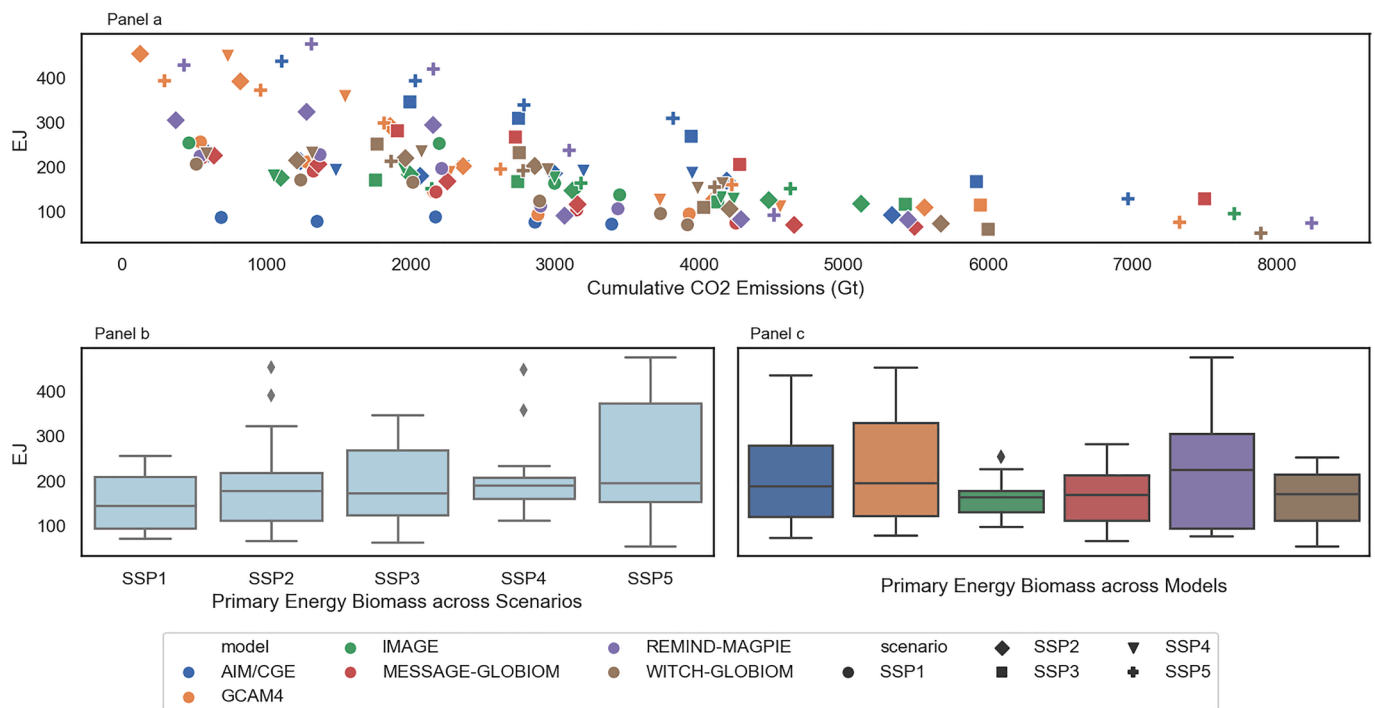 Panel a
EJ
400
300
200
100
0 1000 2000 3000 4000 5000 6000 7000 8000
Cumulative CO2 Emissions (Gt)
Panel b
Panel c
EJ
400
300
200
100
SSP1 SSP2 SSP3 SSP4 SSP5
Primary Energy Biomass across Scenarios
Primary Energy Biomass across Models
model IMAGE REMIND-MAGPIE scenario SSP2 SSP4
AIM/CGE MESSAGE-GLOBIOM WITCH-GLOBIOM SSP1 SSP3 SSP5
GCAM4